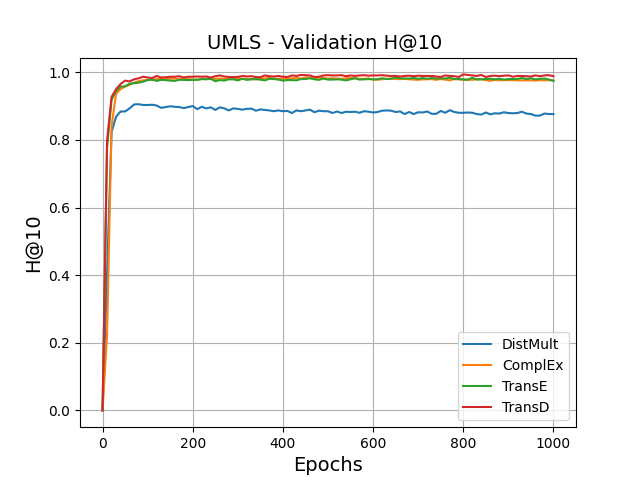 UMLS - Validation H@10
H@10
1.0
0.8
0.6
0.4
0.2
0.0
0 200 400 600 800 1000
Epochs
DistMult
ComplEx
TransE
TransD